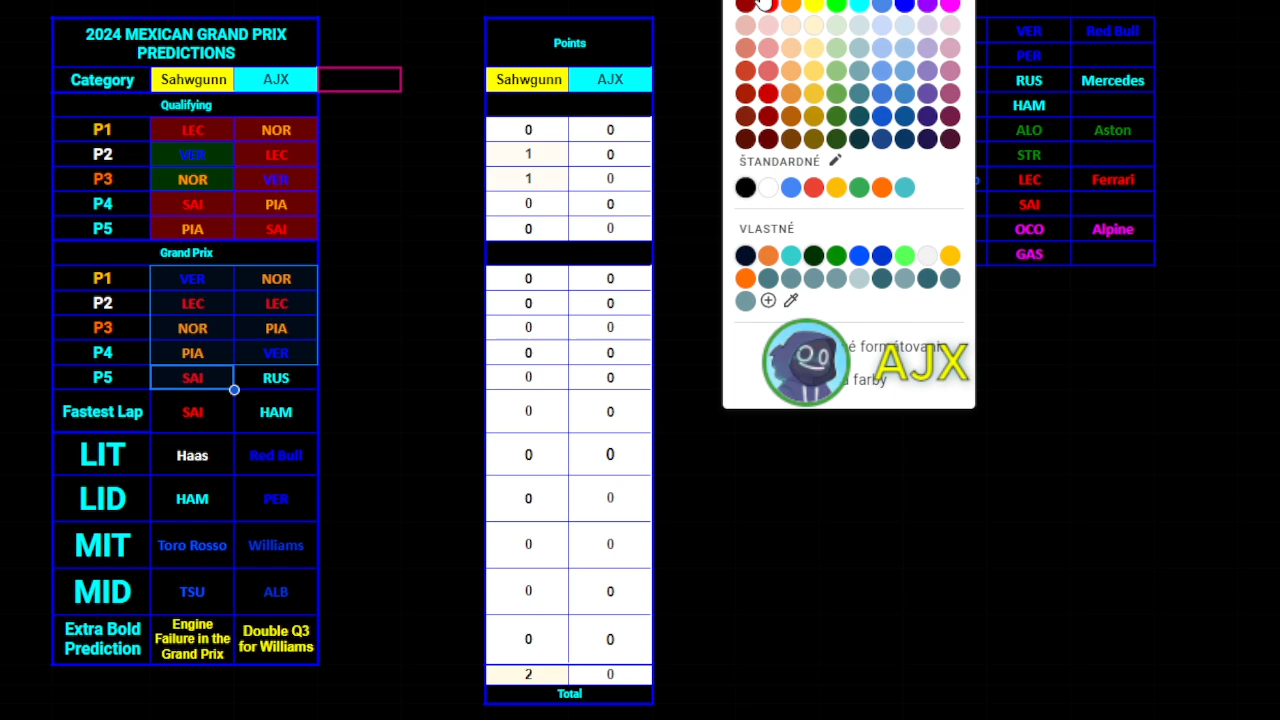 2024 MEXICAN GRAND PRIX
PREDICTIONS
Category Sahwgunn AJX
Qualifying
P1 LEC NOR
P2 VER LEC
P3 NOR VER
P4 SAI PIA
P5 PIA SAI
Grand Prix
P1 VER NOR
P2 LEC LEC
P3 NOR PIA
P4 PIA VER
P5 SAI RUS
Fastest Lap SAI HAM
LIT Haas Red Bull
LID HAM PER
MIT Toro Rosso Williams
MID TSU ALB
Extra Bold
Prediction
Engine
Failure in the
Grand Prix
Double Q3
for Williams
Points
Sahwgunn AJX
0 0
1 0
1 0
0 0
0 0
0 0
0 0
0 0
0 0
0 0
0 0
0 0
0 0
0 0
0 0
0 0
2 0
Total
ŠTANDARDNÉ
VLASTNÉ
farby
AJX
VER Red Bull
PER
RUS Mercedes
HAM
ALO Aston
STR
LEC Ferrari
SAI
OCO Alpine
GAS